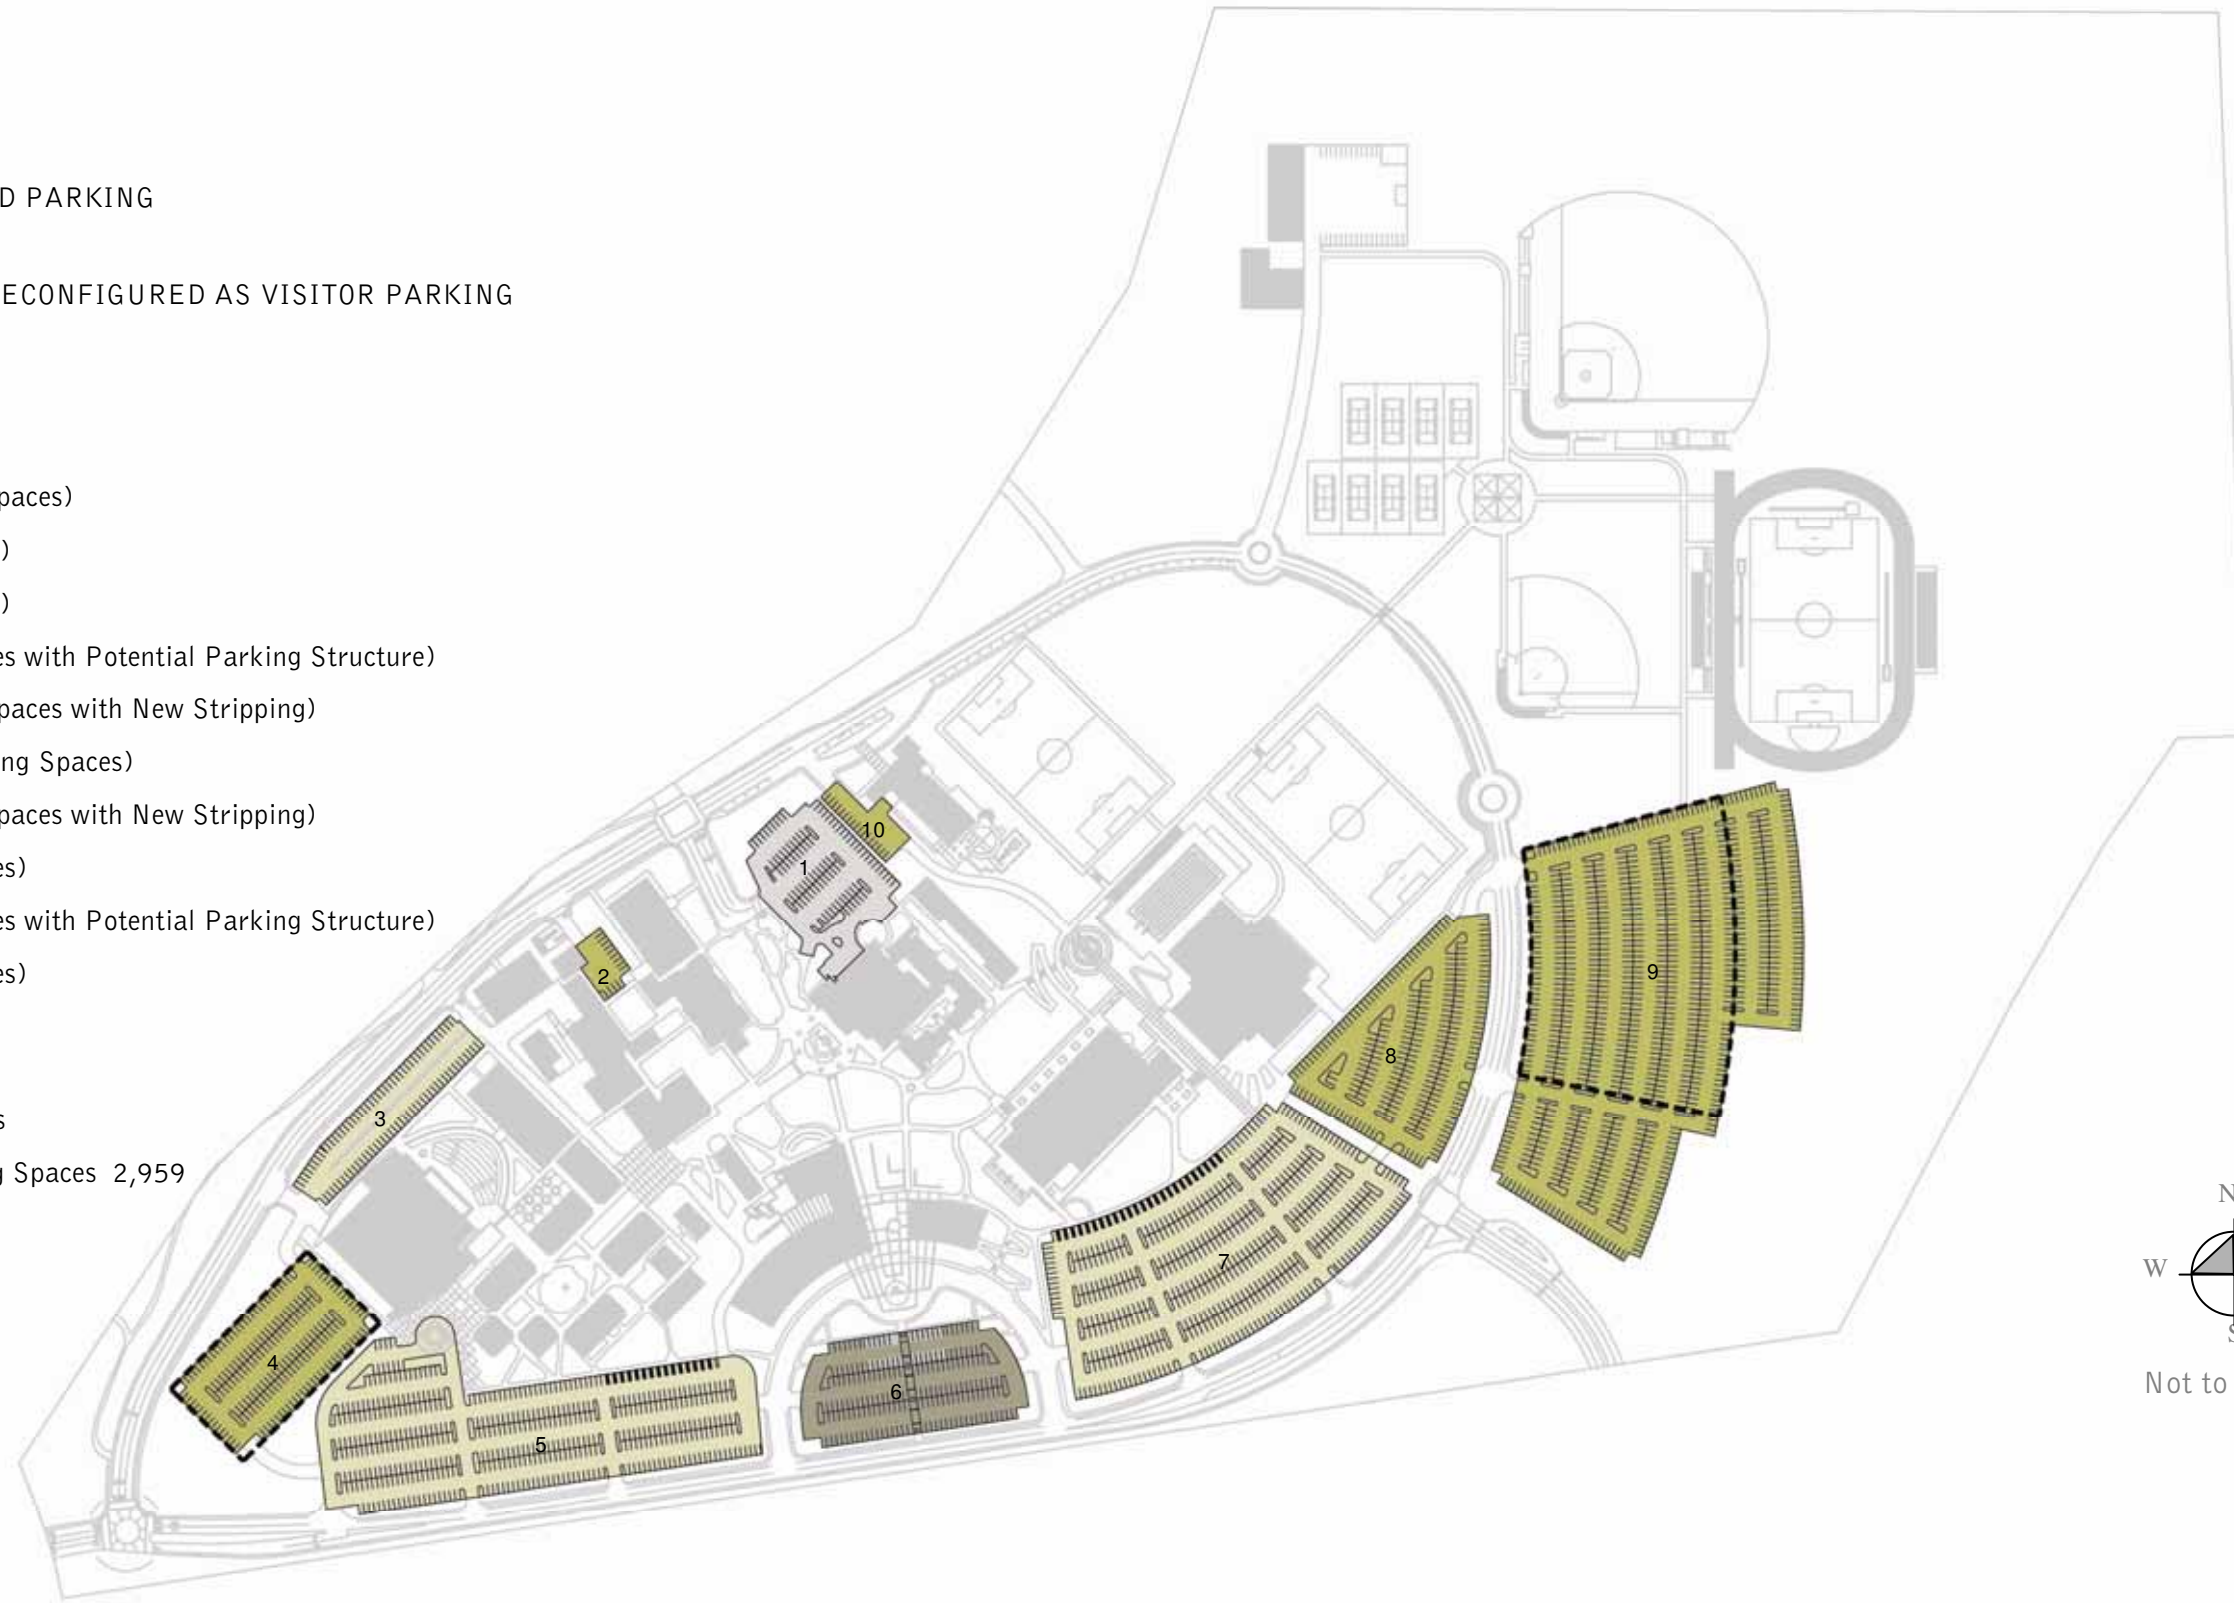 D PARKING
ECONFIGURED AS VISITOR PARKING
paces)
)
)
es with Potential Parking Structure)
paces with New Stripping)
ng Spaces)
paces with New Stripping)
es)
es with Potential Parking Structure)
es)
s
g Spaces 2,959
10
1
2
9
8
3
7
4
6
5
N
W
S
Not to